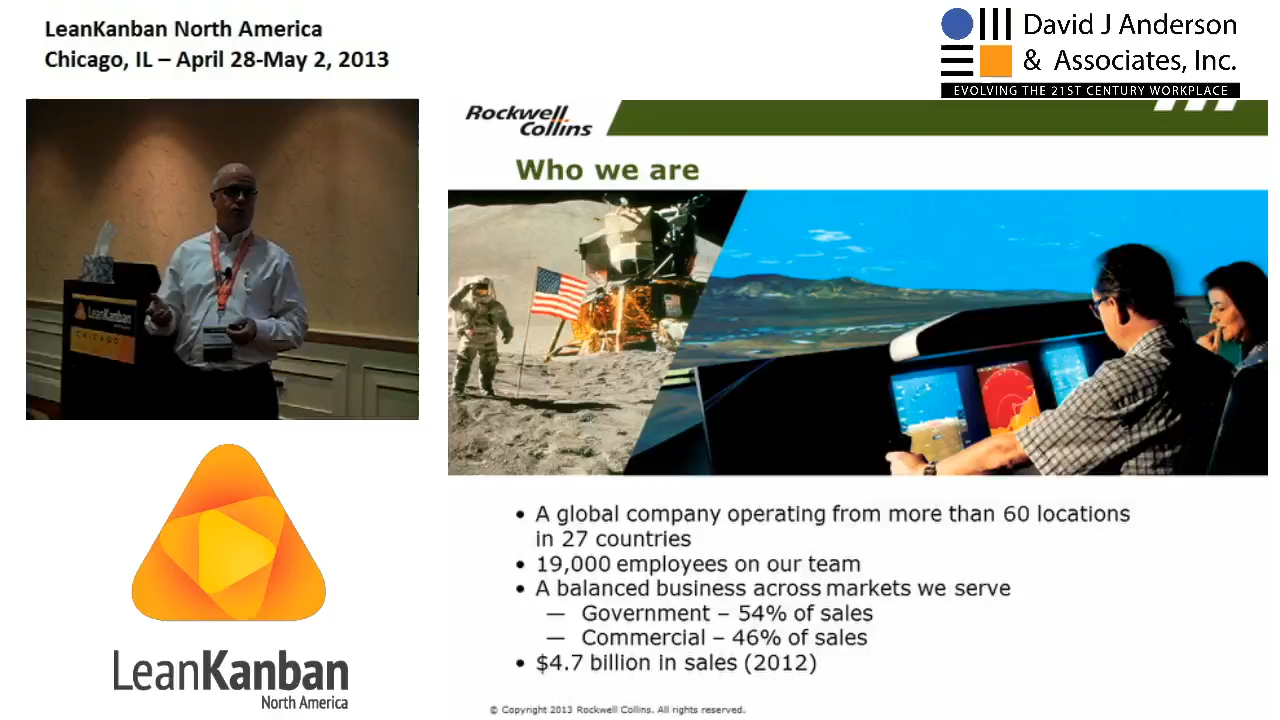 LeanKanban North America
Chicago, IL – April 28-May 2, 2013
David J Anderson
& Associates, Inc.
EVOLVING THE 21ST CENTURY WORKPLACE
Rockwell
Collins
Who we are
LeanKanban
CHICAGO
• A global company operating from more than 60 locations
in 27 countries
• 19,000 employees on our team
• A balanced business across markets we serve
— Government – 54% of sales
— Commercial – 46% of sales
• $4.7 billion in sales (2012)
LeanKanban
North America
© Copyright 2013 Rockwell Collins. All rights reserved.